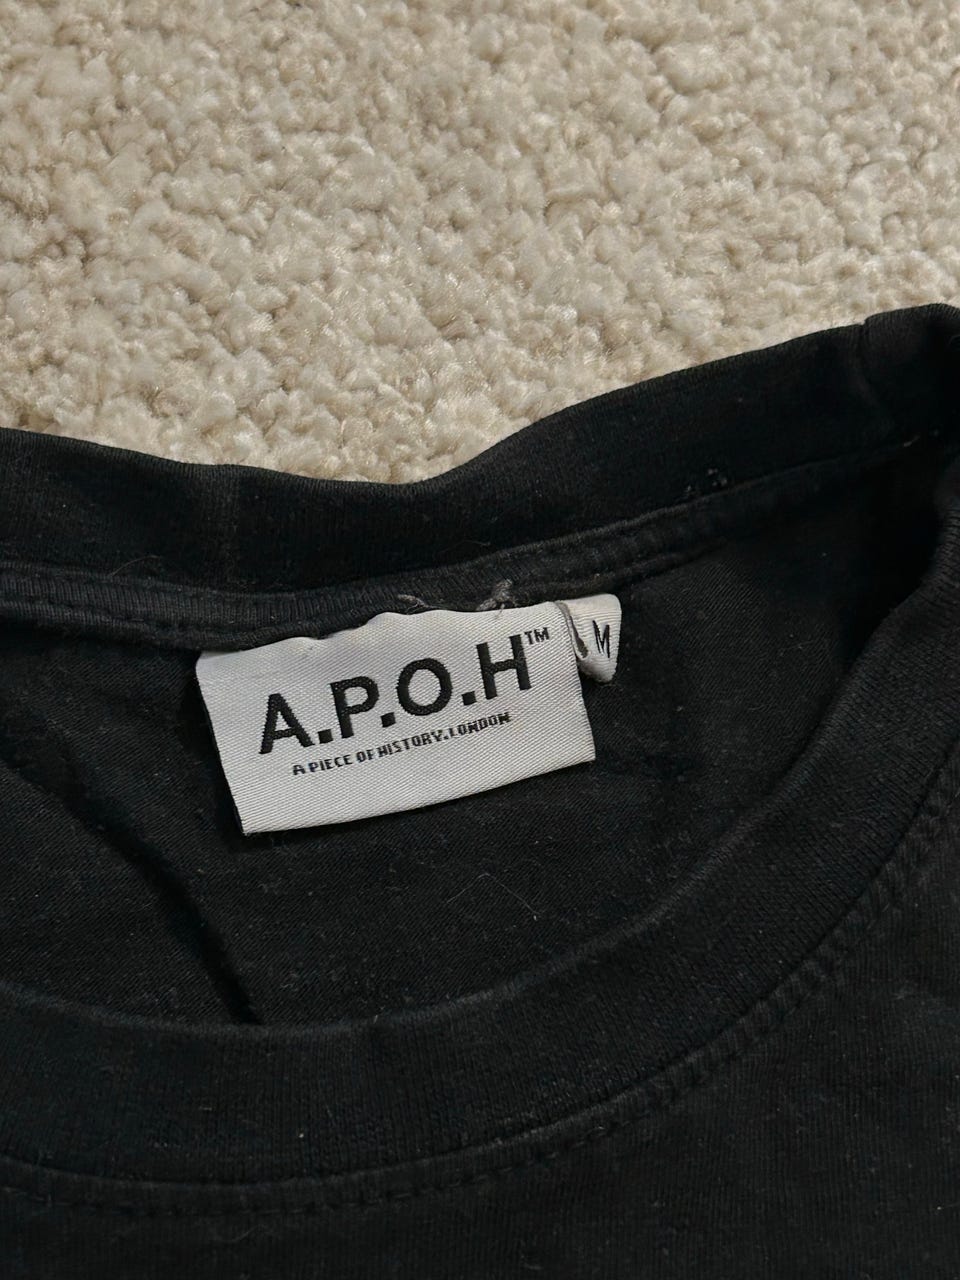 A.P.O.H™
A PIECE OF HISTORY.LONDON
M